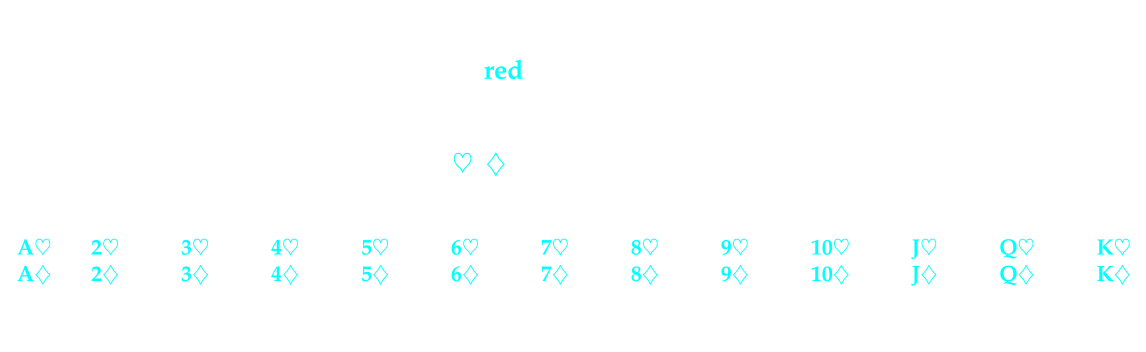 red
♡ ♢
A♡ 2♡ 3♡ 4♡ 5♡ 6♡ 7♡ 8♡ 9♡ 10♡ J♡ Q♡ K♡
A♢ 2♢ 3♢ 4♢ 5♢ 6♢ 7♢ 8♢ 9♢ 10♢ J♢ Q♢ K♢